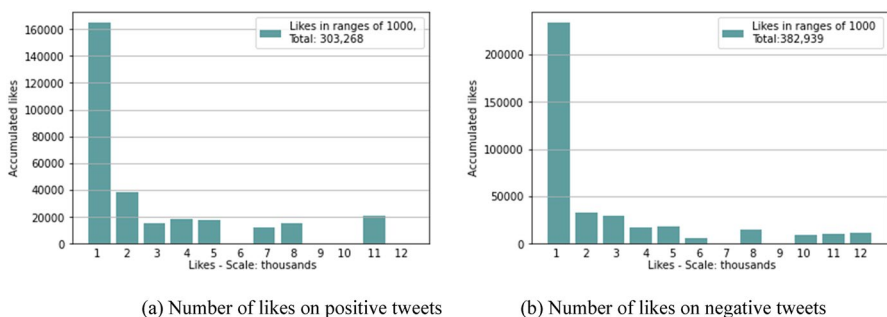 Likes in ranges of 1000,
Total: 303,268
160000
140000
120000
100000
80000
60000
40000
20000
0
Accumulated likes
1 2 3 4 5 6 7 8 9 10 11 12
Likes - Scale: thousands
(a) Number of likes on positive tweets
Likes in ranges of 1000
Total:382,939
200000
150000
100000
50000
0
Accumulated likes
1 2 3 4 5 6 7 8 9 10 11 12
Likes - Scale: thousands
(b) Number of likes on negative tweets